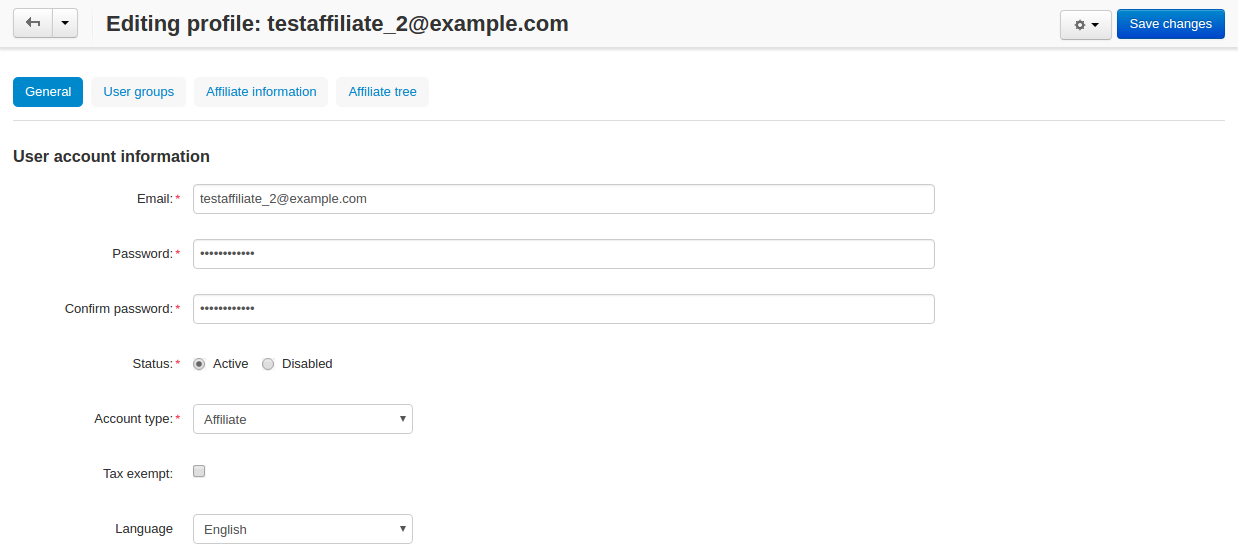 Editing profile: testaffiliate_2@example.com
Save changes
General User groups Affiliate information Affiliate tree
User account information
Email:* testaffiliate_2@example.com
Password:* ••••••••••••
Confirm password:* ••••••••••••
Status:* Active Disabled
Account type:* Affiliate
Tax exempt:
Language English